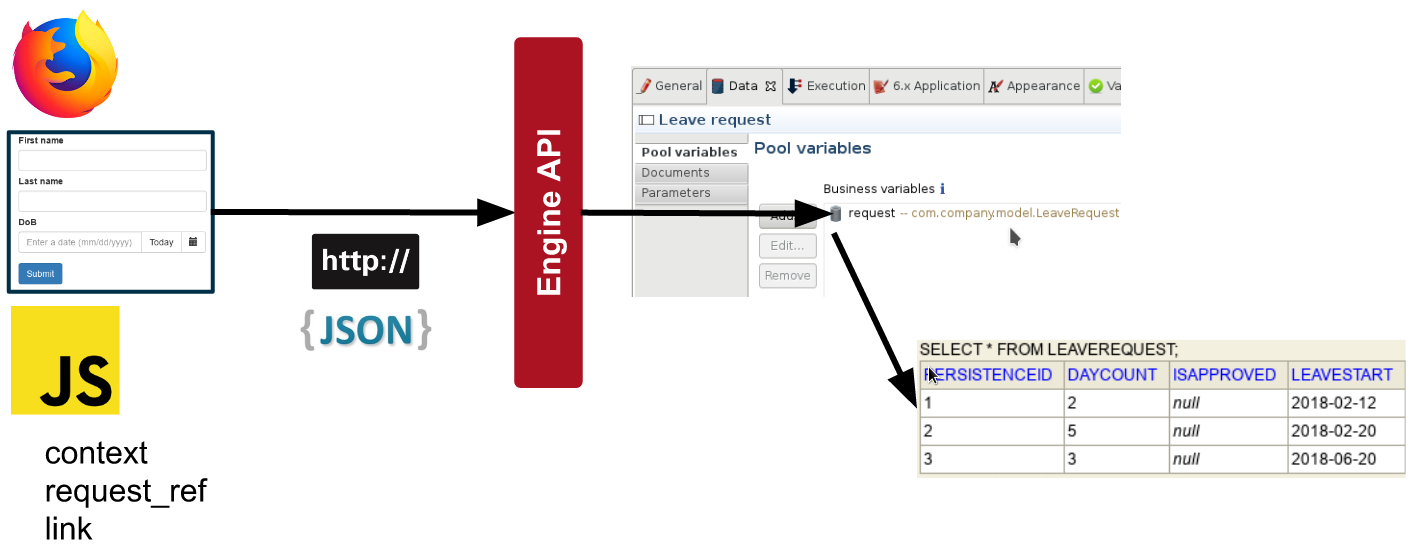 First name
Last name
DoB
Enter a date (mm/dd/yyyy) Today
Submit
JS
context
request_ref
link
http://
{JSON}
Engine API
General Data Execution 6.x Application Appearance Va
Leave request
Pool variables
Documents
Parameters
Pool variables
Business variables
Add...
request -- com.company.model.LeaveRequest
Edit...
Remove
SELECT * FROM LEAVEREQUEST;
PERSISTENCEID DAYCOUNT ISAPPROVED LEAVESTART
1 2 null 2018-02-12
2 5 null 2018-02-20
3 3 null 2018-06-20